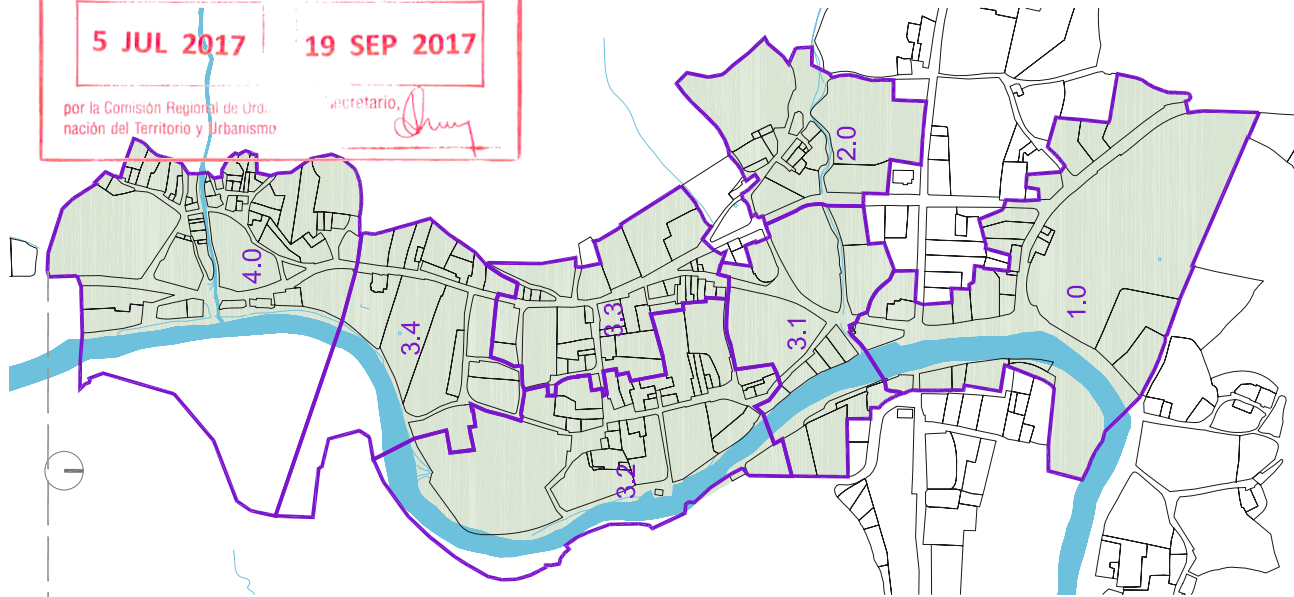 5 JUL 2017
19 SEP 2017
por la Comisión Regional de Orde-
nación del Territorio y Urbanismo
Secretario,
2.0
4.0
3.4
3.3
3.1
1.0
3.2